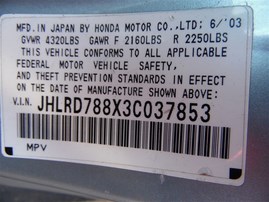 MFD. IN JAPAN BY HONDA MOTOR CO.,LTD. 6/'03
GVWR 4320LBS GAWR F 2160LBS R 2250LBS
THIS VEHICLE CONFORMS TO ALL APPLICABLE
FEDERAL MOTOR VEHICLE SAFETY,
AND THEFT PREVENTION STANDARDS IN EFFECT
ON THE DATE OF MANUFACTURE SHOWN ABOVE.
V.I.N. JHLRD788X3C037853
MPV